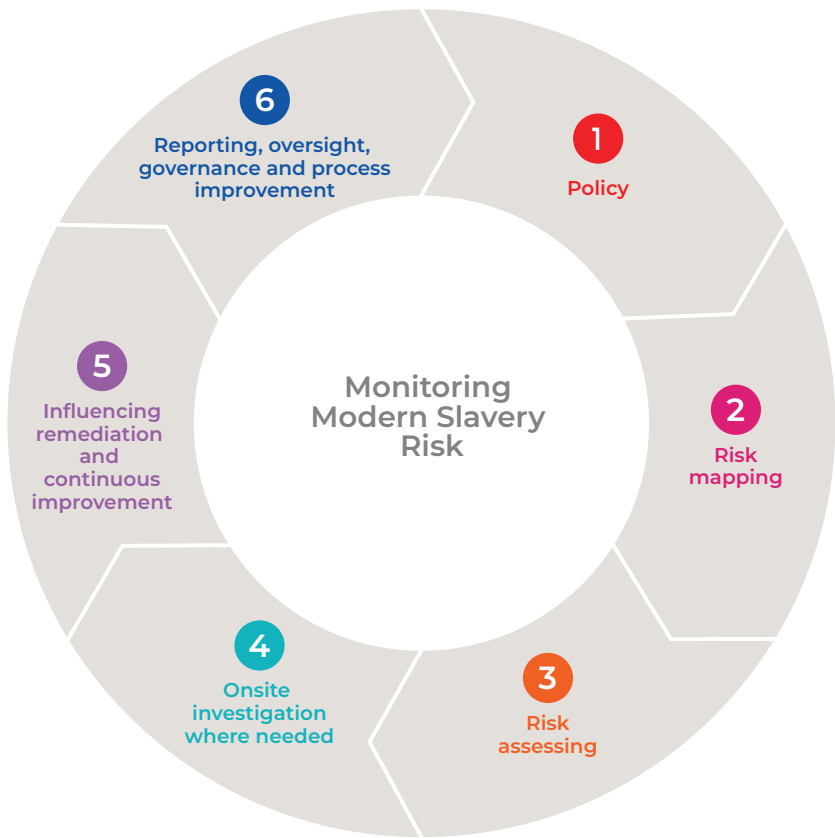 Monitoring
Modern Slavery
Risk
1
Policy
2
Risk
mapping
3
Risk
assessing
4
Onsite
investigation
where needed
5
Influencing
remediation
and
continuous
improvement
6
Reporting, oversight,
governance and process
improvement